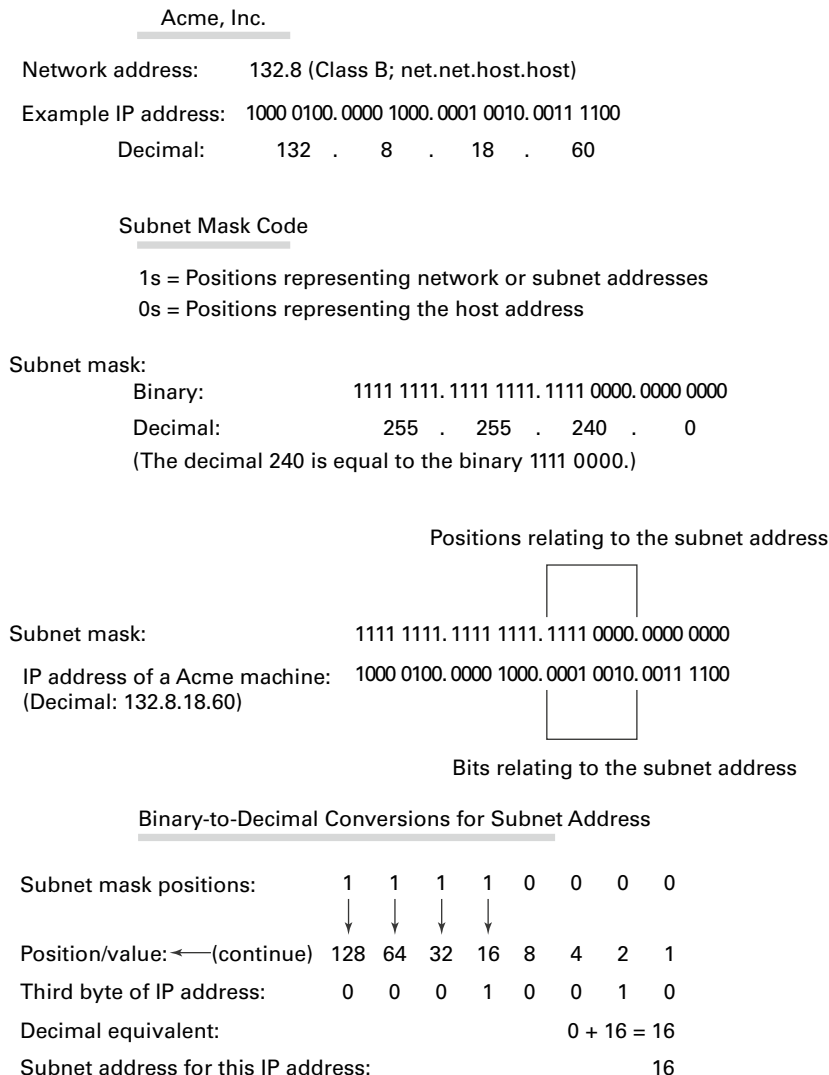 Acme, Inc.
Network address: 132.8 (Class B; net.net.host.host)
Example IP address: 1000 0100. 0000 1000. 0001 0010. 0011 1100
Decimal: 132 . 8 . 18 . 60
Subnet Mask Code
1s = Positions representing network or subnet addresses
0s = Positions representing the host address
Subnet mask:
Binary: 1111 1111. 1111 1111. 1111 0000. 0000 0000
Decimal: 255 . 255 . 240 . 0
(The decimal 240 is equal to the binary 1111 0000.)
Positions relating to the subnet address
Subnet mask: 1111 1111. 1111 1111. 1111 0000. 0000 0000
IP address of a Acme machine: 1000 0100. 0000 1000. 0001 0010. 0011 1100
(Decimal: 132.8.18.60)
Bits relating to the subnet address
Binary-to-Decimal Conversions for Subnet Address
Subnet mask positions: 1 1 1 1 0 0 0 0
Position/value: (continue) 128 64 32 16 8 4 2 1
Third byte of IP address: 0 0 0 1 0 0 1 0
Decimal equivalent: 0 + 16 = 16
Subnet address for this IP address: 16